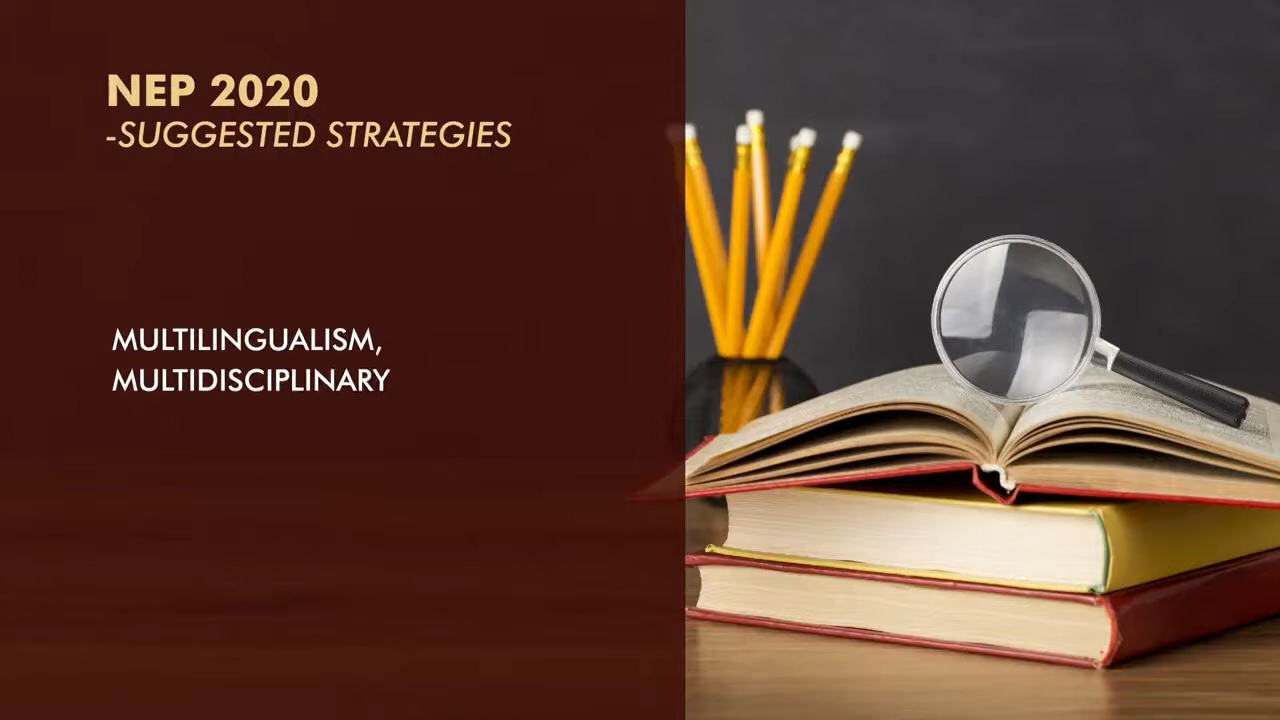 NEP 2020
-SUGGESTED STRATEGIES
MULTILINGUALISM,
MULTIDISCIPLINARY